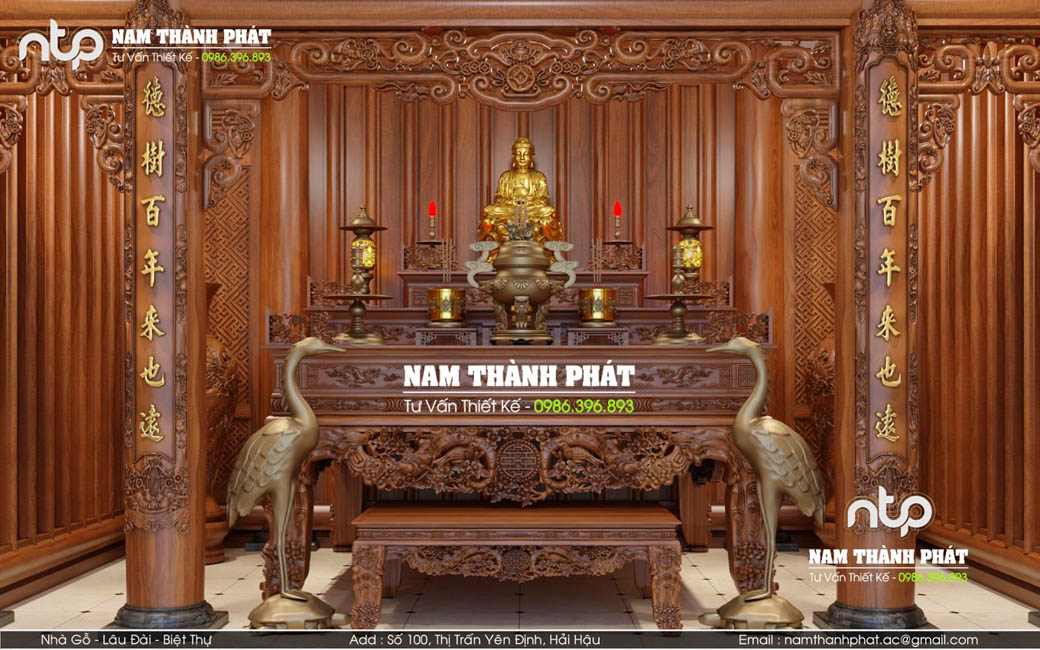 ntp NAM THÀNH PHÁT
Tư Vấn Thiết Kế - 0986.396.893
德樹百年來也遠
德樹百年來也遠
NAM THÀNH PHÁT
Tư Vấn Thiết Kế - 0986.396.893
ntp
NAM THÀNH PHÁT
Tư Vấn Thiết Kế - 0986.396.893
Nhà Gỗ - Lâu Đài - Biệt Thự
Add : Số 100, Thị Trấn Yên Định, Hải Hậu
Email : namthanhphat.ac@gmail.com